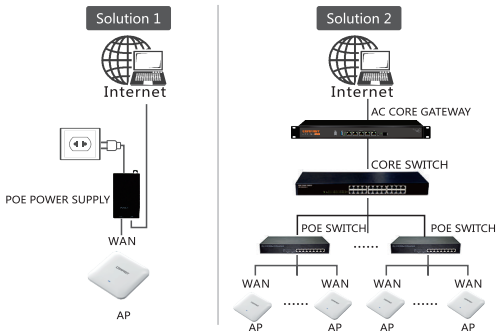 Solution 1
Internet
POE POWER SUPPLY
WAN
AP
Solution 2
Internet
AC CORE GATEWAY
CORE SWITCH
POE SWITCH
......
POE SWITCH
WAN
WAN
WAN
WAN
......
......
AP
AP
AP
AP